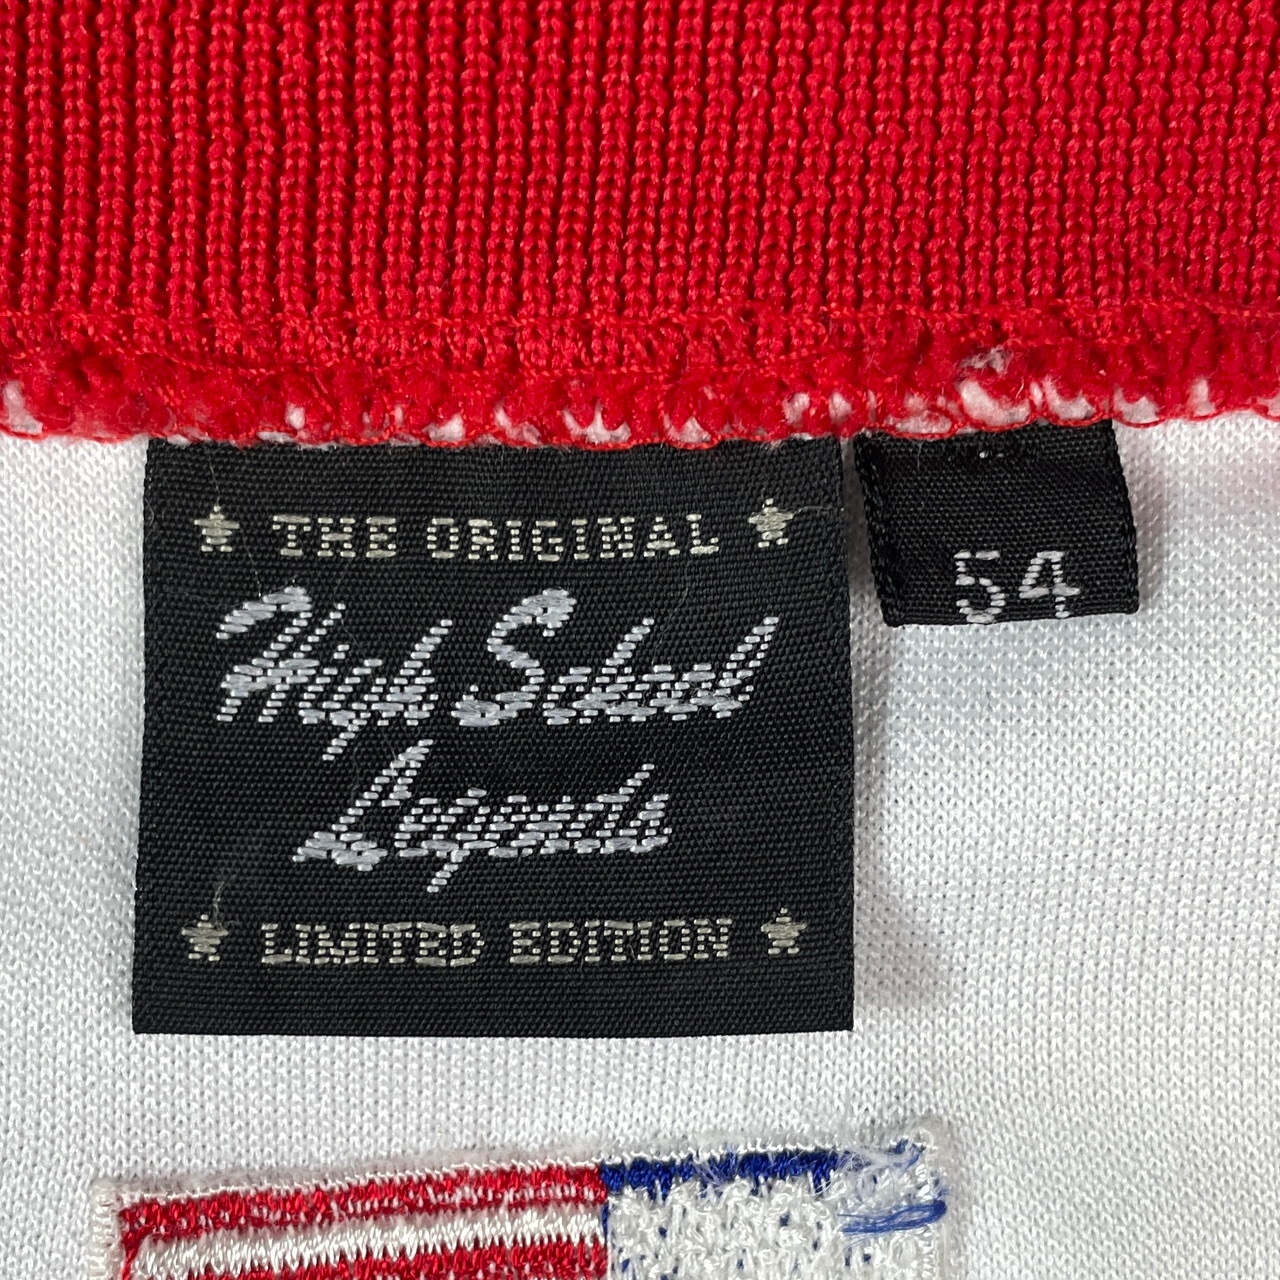 THE ORIGINAL
High School
Legends
LIMITED EDITION
54